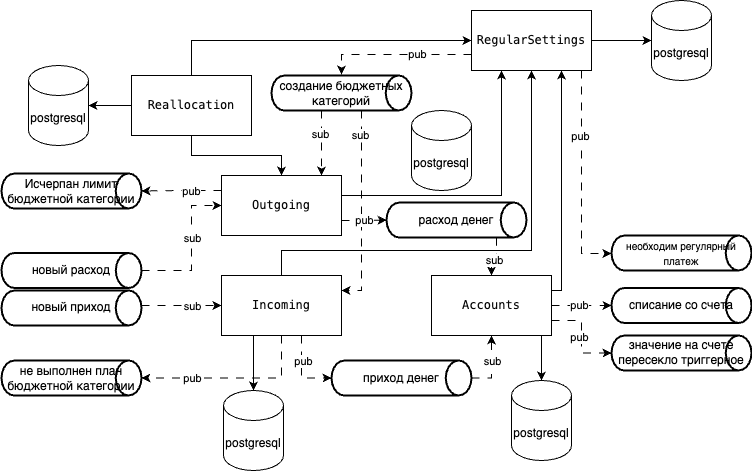 RegularSettings
postgresql
pub
создание бюджетных
категорий
postgresql
Reallocation
postgresql
sub
sub
pub
postgresql
Исчерпан лимит
бюджетной категории
pub
Outgoing
pub
расход денег
sub
необходим регулярный
платеж
sub
новый расход
новый приход
sub
Incoming
Accounts
pub
списание со счета
pub
значение на счете
пересекло триггерное
не выполнен план
бюджетной категории
pub
pub
приход денег
sub
postgresql
postgresql